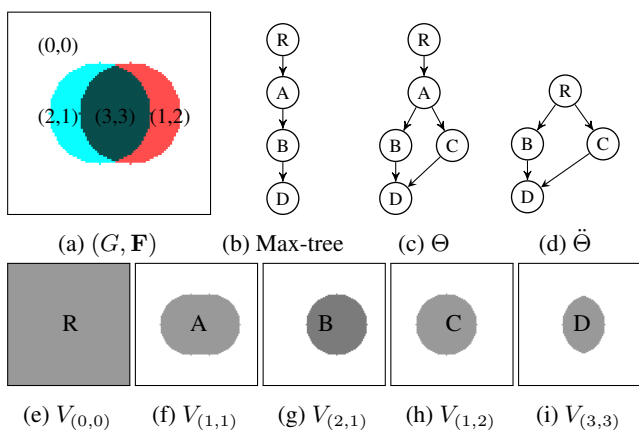 (0,0)
(2,1) (3,3) (1,2)
R
A
B
D
R
A
B C
D
R
B C
D
(a) (G, F) (b) Max-tree (c) Θ (d) Θ̈
R A B C D
(e) V(0,0) (f) V(1,1) (g) V(2,1) (h) V(1,2) (i) V(3,3)